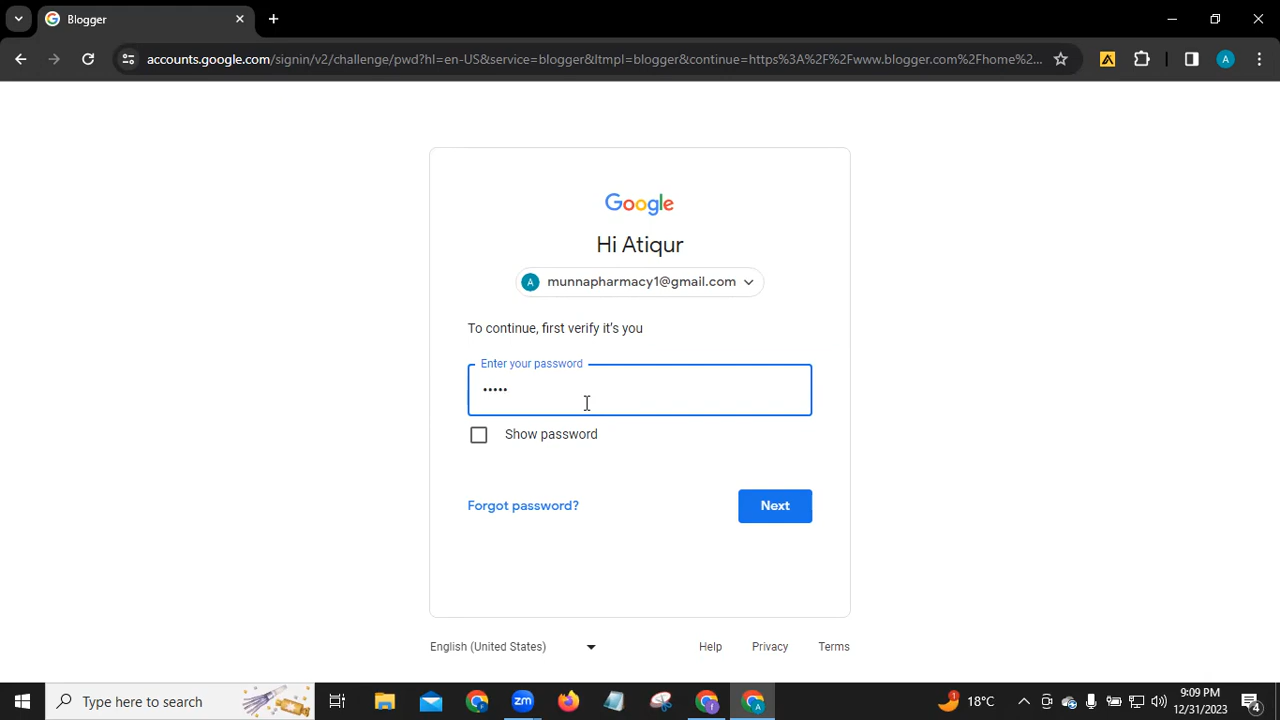 Blogger
accounts.google.com/signin/v2/challenge/pwd?hl=en-US&service=blogger&ltmpl=blogger&continue=https%3A%2F%2Fwww.blogger.com%2Fhome%2...
A
Google
Hi Atiqur
A munnapharmacy1@gmail.com
To continue, first verify it's you
Enter your password
•••••
Show password
Forgot password?
Next
English (United States)
Help
Privacy
Terms
Type here to search
zm
1
18°C
9:09 PM
12/31/2023
4